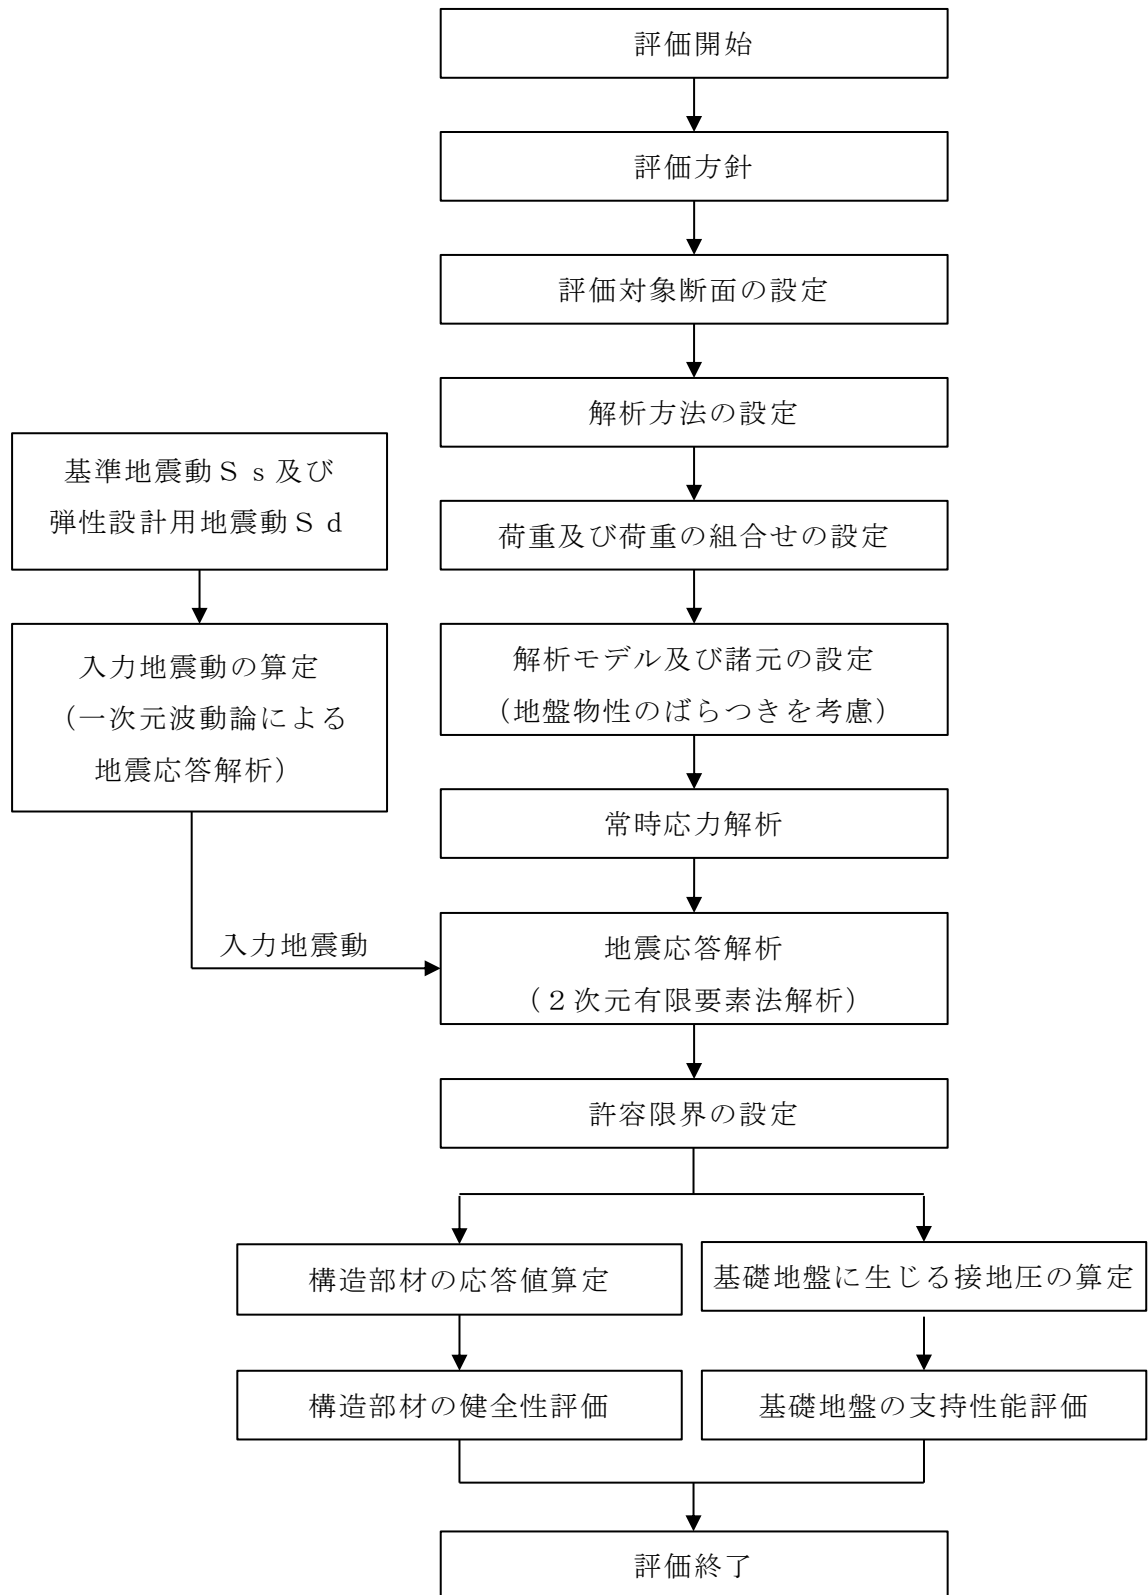 評価開始
評価方針
評価対象断面の設定
解析方法の設定
基準地震動Ｓｓ及び
弾性設計用地震動Ｓｄ
荷重及び荷重の組合せの設定
入力地震動の算定
（一次元波動論による
地震応答解析）
解析モデル及び諸元の設定
（地盤物性のばらつきを考慮）
常時応力解析
入力地震動
地震応答解析
（２次元有限要素法解析）
許容限界の設定
構造部材の応答値算定
基礎地盤に生じる接地圧の算定
構造部材の健全性評価
基礎地盤の支持性能評価
評価終了